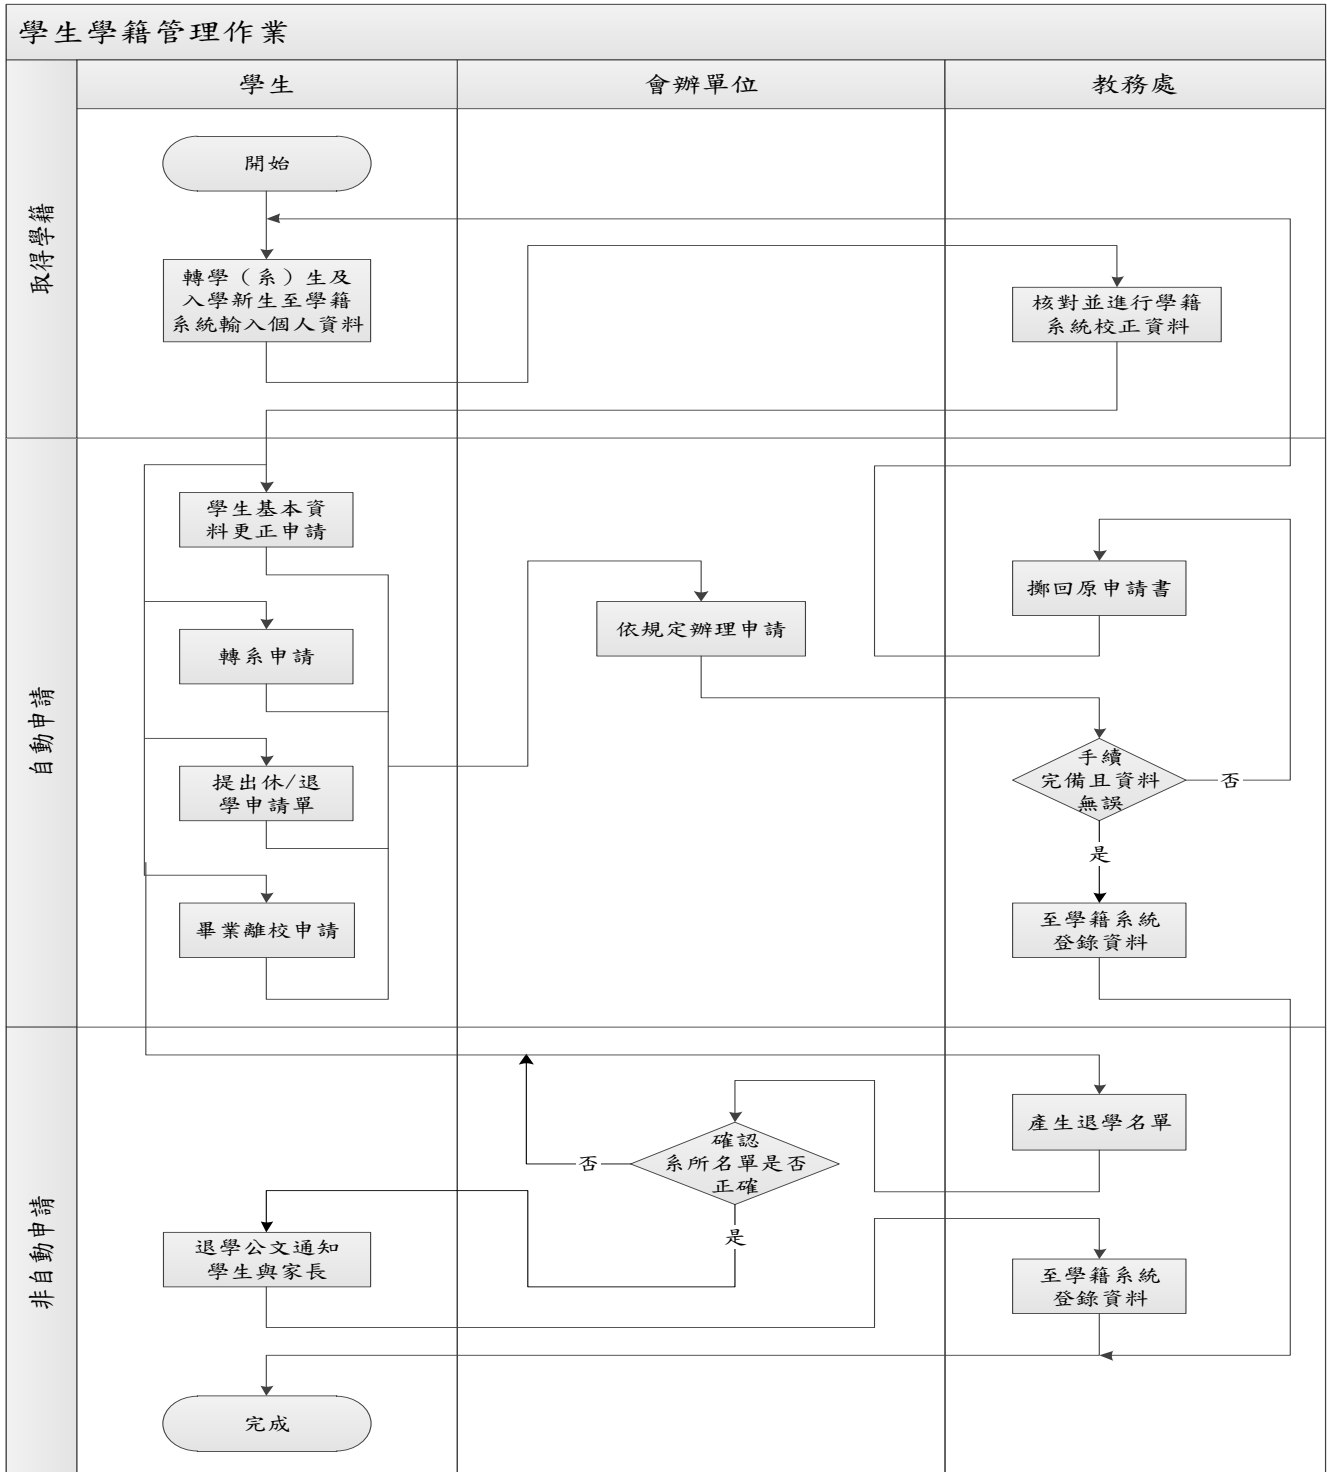 學生學籍管理作業
學生
會辦單位
教務處
取得學籍
開始
轉學（系）生及
入學新生至學籍
系統輸入個人資料
核對並進行學籍
系統校正資料
自動申請
學生基本資
料更正申請
轉系申請
提出休/退
學申請單
畢業離校申請
依規定辦理申請
擲回原申請書
手續
完備且資料
無誤
否
是
至學籍系統
登錄資料
非自動申請
產生退學名單
確認
系所名單是否
正確
否
是
退學公文通知
學生與家長
至學籍系統
登錄資料
完成